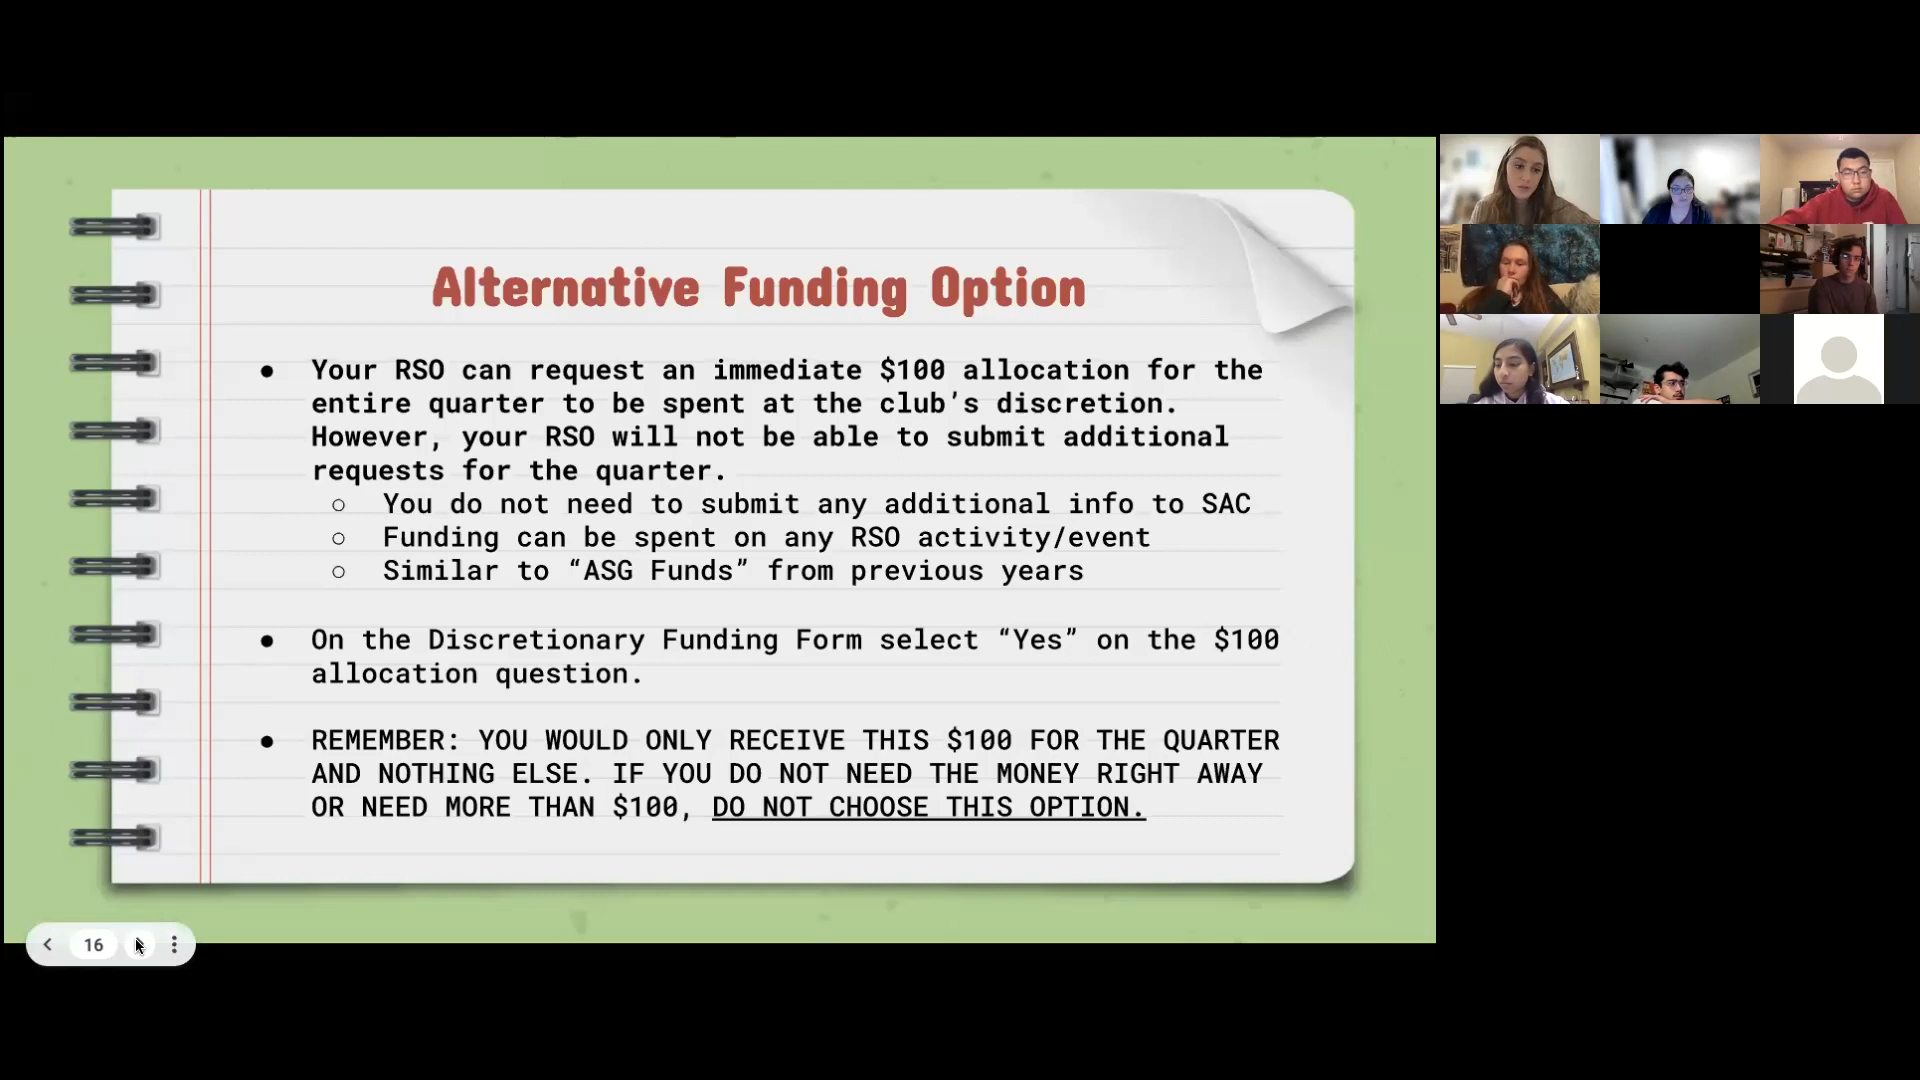 Alternative Funding Option
● Your RSO can request an immediate $100 allocation for the
entire quarter to be spent at the club’s discretion.
However, your RSO will not be able to submit additional
requests for the quarter.
○ You do not need to submit any additional info to SAC
○ Funding can be spent on any RSO activity/event
○ Similar to “ASG Funds” from previous years
● On the Discretionary Funding Form select “Yes” on the $100
allocation question.
● REMEMBER: YOU WOULD ONLY RECEIVE THIS $100 FOR THE QUARTER
AND NOTHING ELSE. IF YOU DO NOT NEED THE MONEY RIGHT AWAY
OR NEED MORE THAN $100, DO NOT CHOOSE THIS OPTION.
16